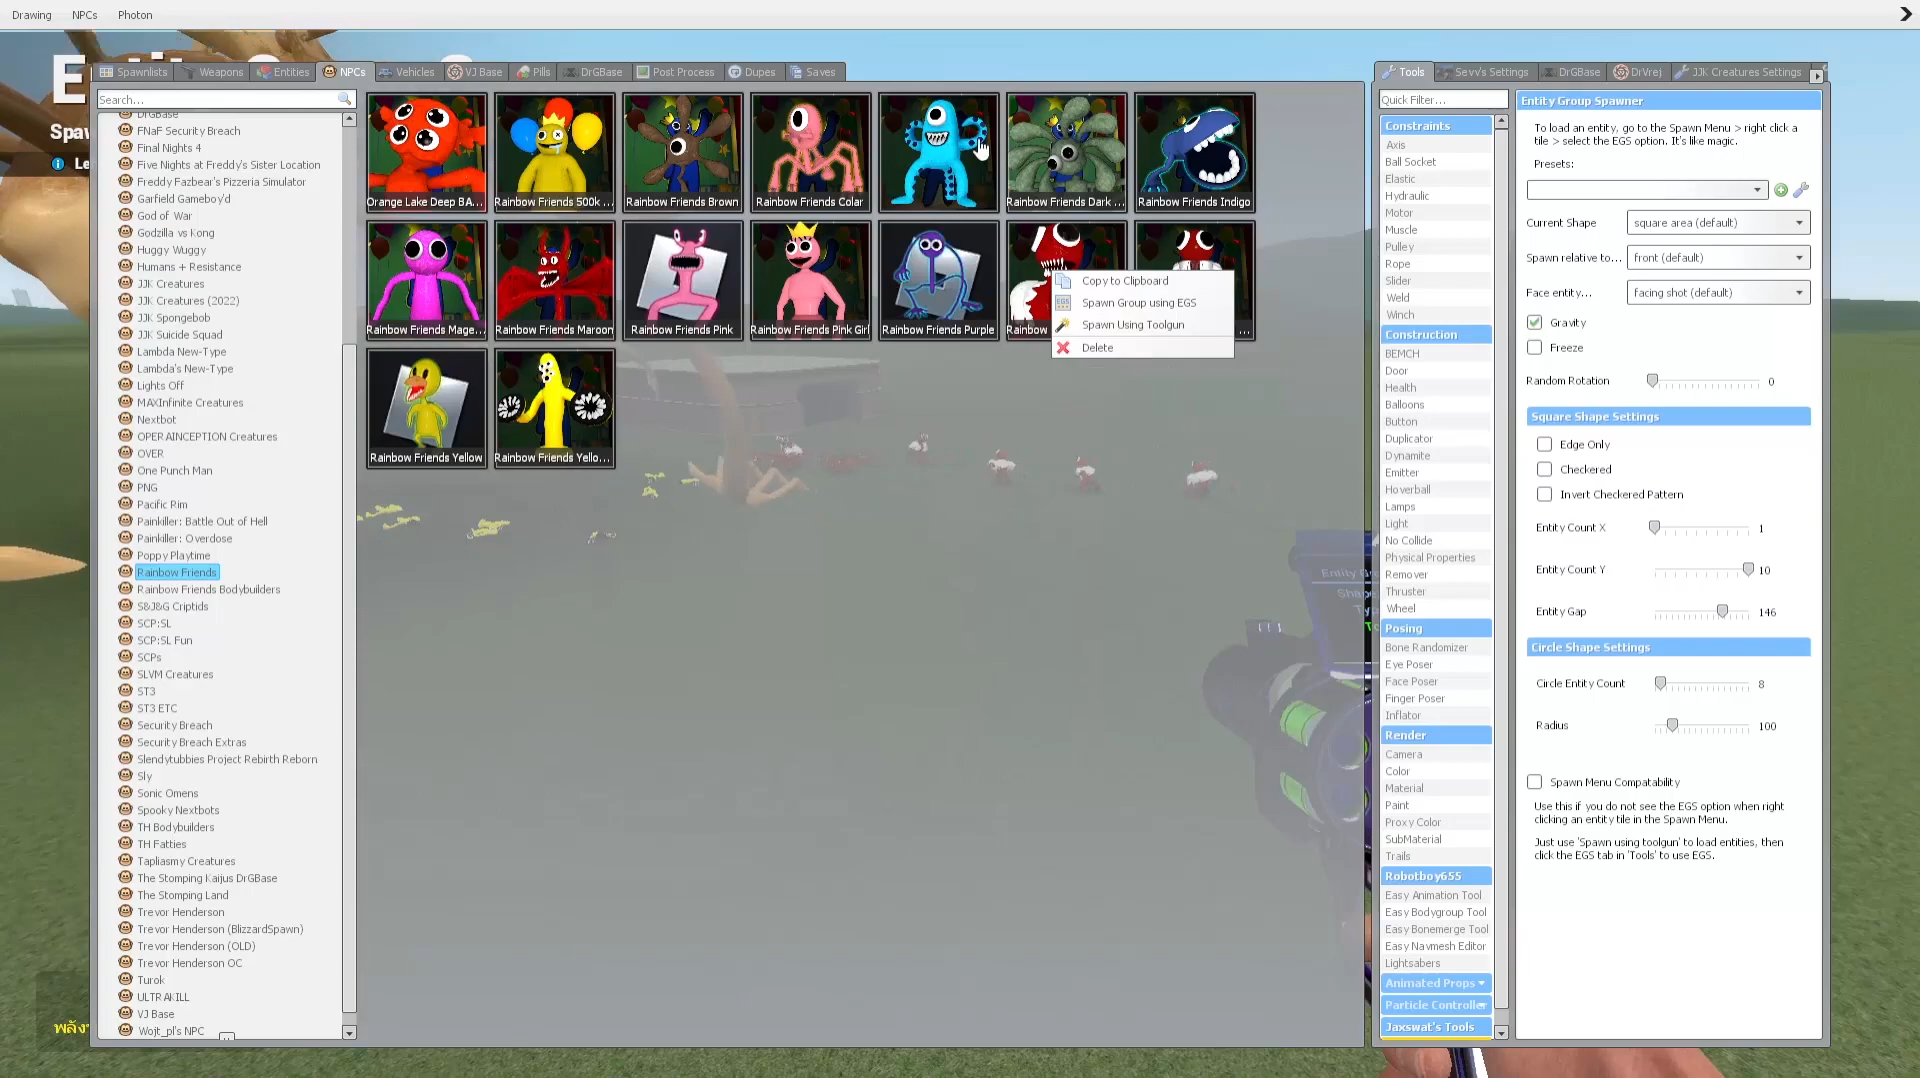 Drawing NPCs Photon
Spawnlists Weapons Entities NPCs Vehicles VJ Base Pills DrGBase Post Process Dupes Saves
Search...
DrGBase
FNaF Security Breach
Final Nights 4
Five Nights at Freddy's Sister Location
Freddy Fazbear's Pizzeria Simulator
Garfield Gameboy'd
God of War
Godzilla vs Kong
Huggy Wuggy
Humans + Resistance
JJK Creatures
JJK Creatures (2022)
JJK Spongebob
JJK Suicide Squad
Lambda New-Type
Lambda's New-Type
Lights Off
MAXInfinite Creatures
Nextbot
OPERAINCEPTION Creatures
OVER
One Punch Man
PNG
Pacific Rim
Painkiller: Battle Out of Hell
Painkiller: Overdose
Poppy Playtime
Rainbow Friends
Rainbow Friends Bodybuilders
S&J&G Criptids
SCP:SL
SCP:SL Fun
SCPs
SLVM Creatures
ST3
ST3 ETC
Security Breach
Security Breach Extras
Slendytubbies Project Rebirth Reborn
Sly
Sonic Omens
Spooky Nextbots
TH Bodybuilders
TH Fatties
Tapliasmy Creatures
The Stomping Kaijus DrGBase
The Stomping Land
Trevor Henderson
Trevor Henderson (BlizzardSpawn)
Trevor Henderson (OLD)
Trevor Henderson OC
Turok
ULTRAKILL
VJ Base
Wojt_pl's NPC
Orange Lake Deep BA... Rainbow Friends 500k ... Rainbow Friends Brown Rainbow Friends Colar Rainbow Friends Dark ... Rainbow Friends Indigo
Rainbow Friends Mage... Rainbow Friends Maroon Rainbow Friends Pink Rainbow Friends Pink Girl Rainbow Friends Purple Rainbow ...
Rainbow Friends Yellow Rainbow Friends Yello...
Copy to Clipboard
Spawn Group using EGS
Spawn Using Toolgun
Delete
Tools Sevv's Settings DrGBase DrVrej JJK Creatures Settings
Quick Filter...
Constraints
Axis
Ball Socket
Elastic
Hydraulic
Motor
Muscle
Pulley
Rope
Slider
Weld
Winch
Construction
BEMCH
Door
Health
Balloons
Button
Duplicator
Dynamite
Emitter
Hoverball
Lamps
Light
No Collide
Physical Properties
Remover
Thruster
Wheel
Posing
Bone Randomizer
Eye Poser
Face Poser
Finger Poser
Inflator
Render
Camera
Color
Material
Paint
Proxy Color
SubMaterial
Trails
Robotboy655
Easy Animation Tool
Easy Bodygroup Tool
Easy Bonemerge Tool
Easy Navmesh Editor
Lightsabers
Animated Props
Particle Controller
Jaxswat's Tools
Entity Group Spawner
To load an entity, go to the Spawn Menu > right click a
tile > select the EGS option. It's like magic.
Presets:
Current Shape square area (default)
Spawn relative to... front (default)
Face entity... facing shot (default)
Gravity
Freeze
Random Rotation 0
Square Shape Settings
Edge Only
Checkered
Invert Checkered Pattern
Entity Count X 1
Entity Count Y 10
Entity Gap 146
Circle Shape Settings
Circle Entity Count 8
Radius 100
Spawn Menu Compatability
Use this if you do not see the EGS option when right
clicking an entity tile in the Spawn Menu.
Just use 'Spawn using toolgun' to load entities, then
click the EGS tab in 'Tools' to use EGS.